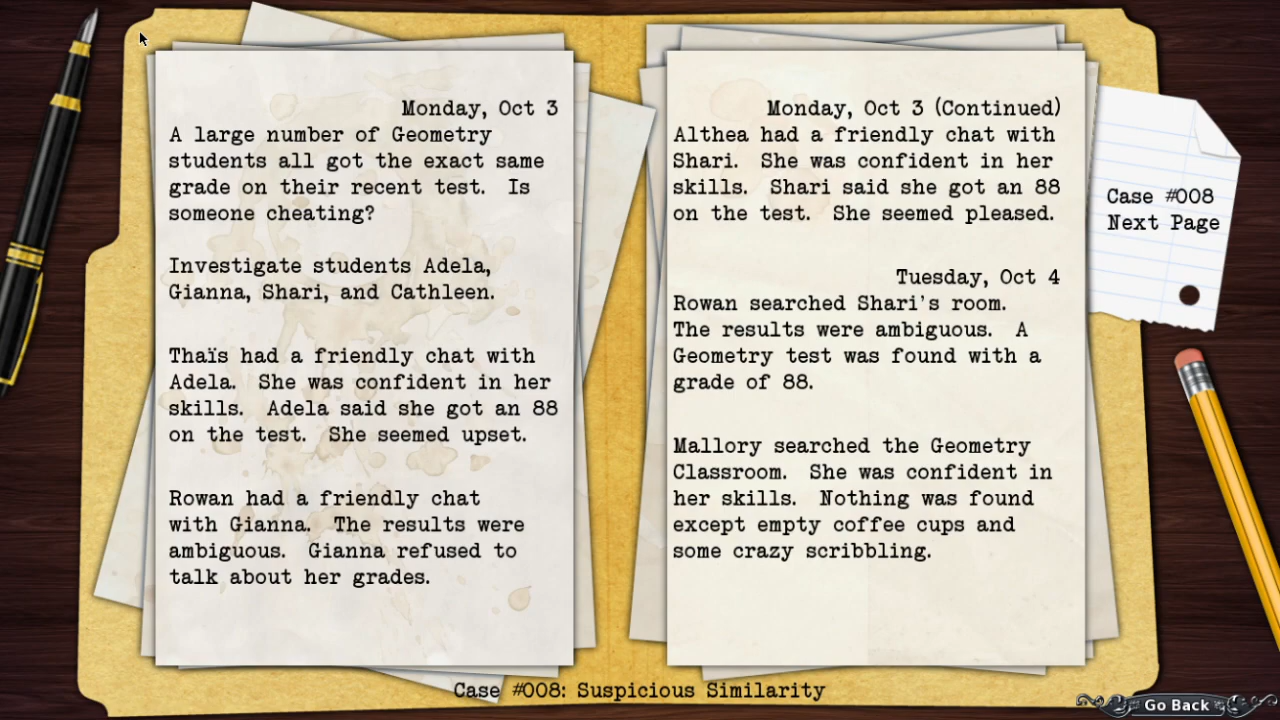 Monday, Oct 3
A large number of Geometry
students all got the exact same
grade on their recent test.  Is
someone cheating?
Investigate students Adela,
Gianna, Shari, and Cathleen.
Thaïs had a friendly chat with
Adela.  She was confident in her
skills.  Adela said she got an 88
on the test.  She seemed upset.
Rowan had a friendly chat
with Gianna.  The results were
ambiguous.  Gianna refused to
talk about her grades.
Monday, Oct 3 (Continued)
Althea had a friendly chat with
Shari.  She was confident in her
skills.  Shari said she got an 88
on the test.  She seemed pleased.
Tuesday, Oct 4
Rowan searched Shari's room.
The results were ambiguous.  A
Geometry test was found with a
grade of 88.
Mallory searched the Geometry
Classroom.  She was confident in
her skills.  Nothing was found
except empty coffee cups and
some crazy scribbling.
Case #008
Next Page
Case #008: Suspicious Similarity
Go Back